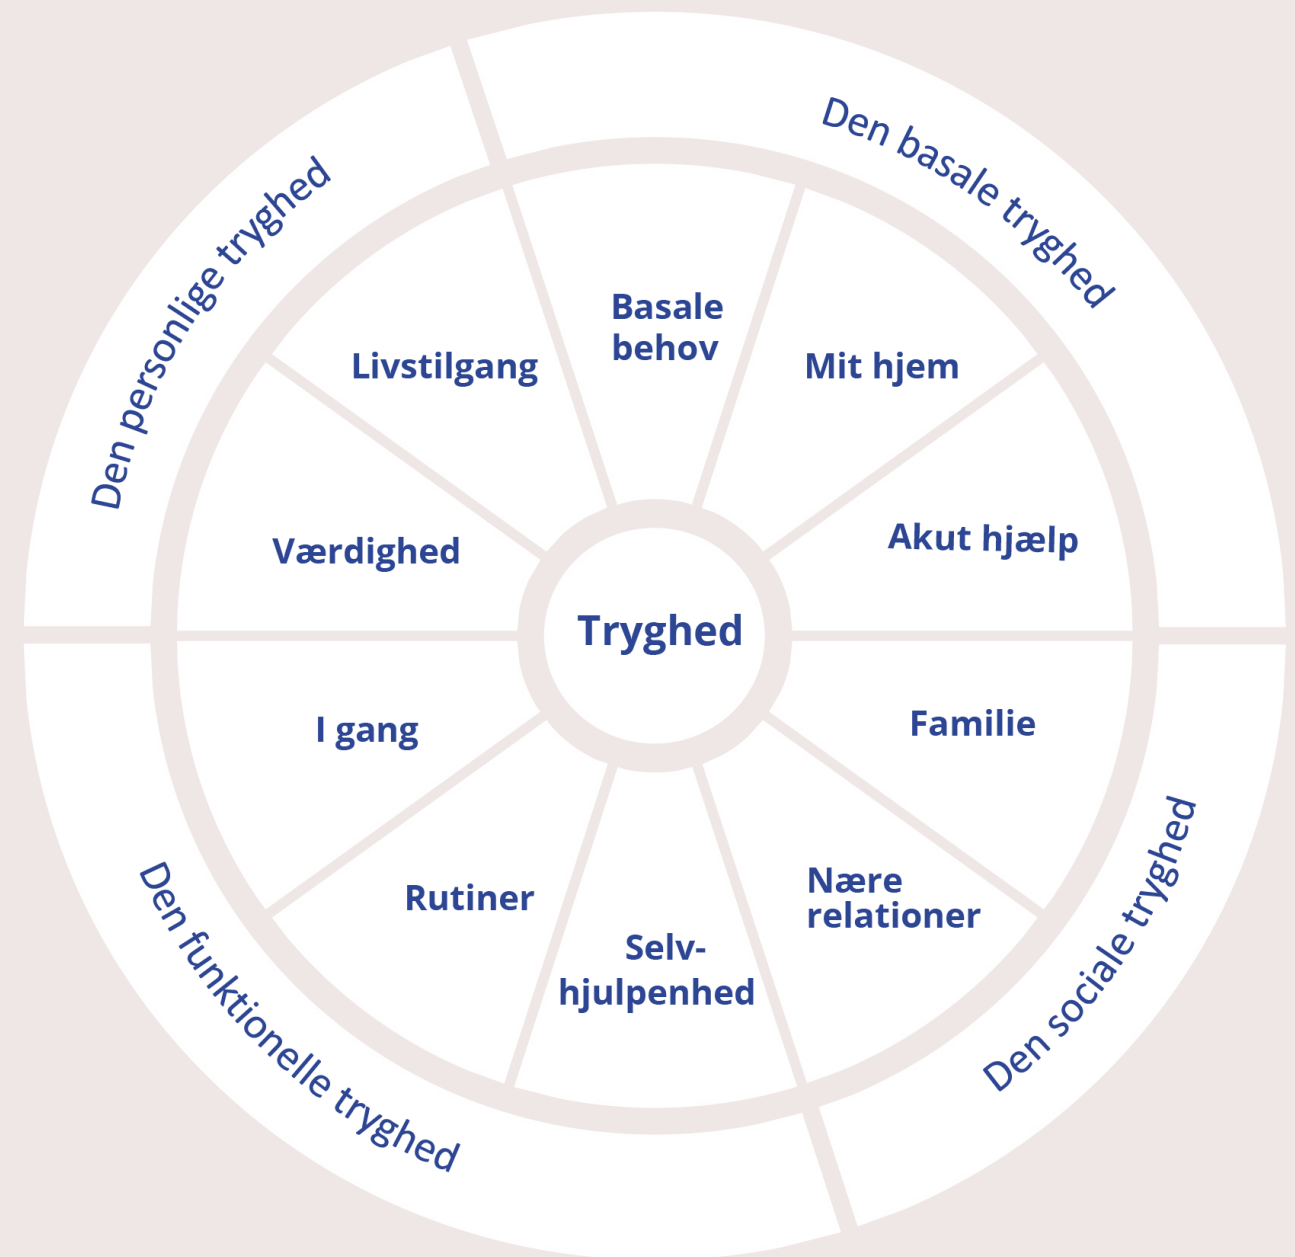 Den basale tryghed
Den personlige tryghed
Basale
behov
Livstilgang
Mit hjem
Værdighed
Akut hjælp
Tryghed
I gang
Familie
Rutiner
Nære
relationer
Selv-
hjulpenhed
Den funktionelle tryghed
Den sociale tryghed